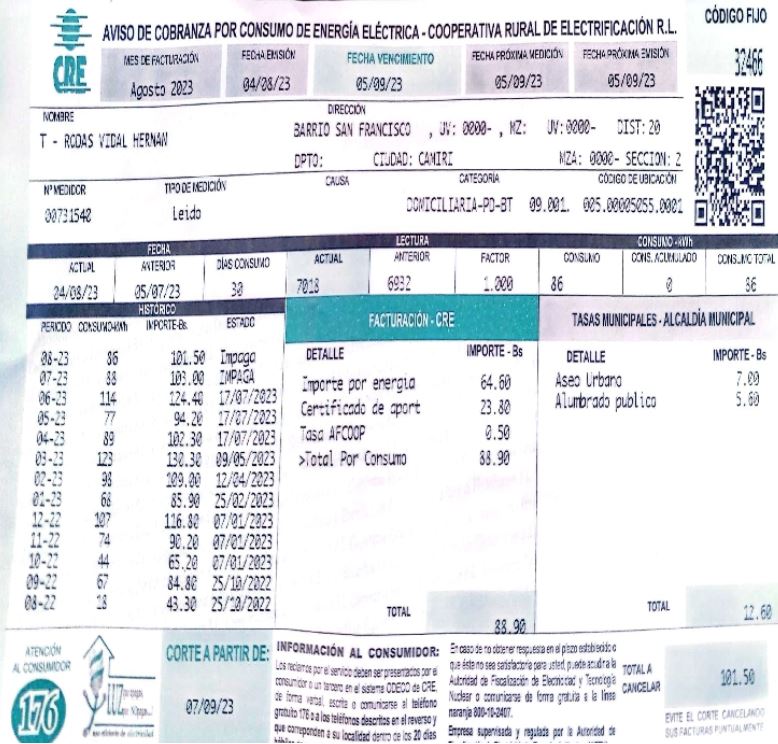 AVISO DE COBRANZA POR CONSUMO DE ENERGÍA ELÉCTRICA - COOPERATIVA RURAL DE ELECTRIFICACIÓN R.L.
CÓDIGO FIJO
32466
CRE
MES DE FACTURACIÓN FECHA EMISIÓN FECHA VENCIMIENTO FECHA PRÓXIMA MEDICIÓN FECHA PRÓXIMA EMISIÓN
Agosto 2023 04/08/23 05/09/23 05/09/23 05/09/23
NOMBRE DIRECCIÓN
T - RODAS VIDAL HERNAN BARRIO SAN FRANCISCO , UV: 0000- , MZ: UV:0000- DIST: 20
DPTO: CIUDAD: CAMIRI MZA: 0000- SECCION: 2
Nº MEDIDOR TIPO DE MEDICIÓN CAUSA CATEGORÍA CÓDIGO DE UBICACIÓN
00731540 Leido DOMICILIARIA-PD-BT 09.001. 005.00005055.0001
FECHA LECTURA CONSUMO - kWh
ACTUAL ANTERIOR DÍAS CONSUMO ACTUAL ANTERIOR FACTOR CONSUMO CONS. ACUMULADO CONSUMO TOTAL
04/08/23 05/07/23 30 7018 6932 1.000 86 0 86
HISTÓRICO
PERIODO CONSUMO-kWh IMPORTE-Bs. ESTADO
08-23 86 101.50 Impaga
07-23 88 103.00 IMPAGA
06-23 114 124.40 17/07/2023
05-23 77 94.20 17/07/2023
04-23 89 102.30 17/07/2023
03-23 123 130.30 09/05/2023
02-23 98 109.00 12/04/2023
01-23 68 85.90 25/02/2023
12-22 107 116.80 07/01/2023
11-22 74 90.20 07/01/2023
10-22 44 65.20 07/01/2023
09-22 67 84.80 25/10/2022
08-22 18 43.30 25/10/2022
FACTURACIÓN - CRE
DETALLE IMPORTE - Bs
Importe por energia 64.60
Certificado de aport 23.80
Tasa AFCOOP 0.50
>Total Por Consumo 88.90
TOTAL 88.90
TASAS MUNICIPALES - ALCALDÍA MUNICIPAL
DETALLE IMPORTE - Bs
Aseo Urbano 7.00
Alumbrado publico 5.60
TOTAL 12.60
ATENCIÓN
AL CONSUMIDOR
176
LUZ
CORTE A PARTIR DE:
07/09/23
INFORMACIÓN AL CONSUMIDOR:
Los reclamos por el servicio deben ser presentados por el
consumidor o un tercero en el sistema ODECO de CRE,
de forma verbal, escrita o comunicarse al teléfono
gratuito 176 o a los teléfonos descritos en el reverso y
que corresponden a su localidad dentro de los 20 días
En caso de no obtener respuesta en el plazo establecido o
que ésta no sea satisfactoria para usted, puede acudir a la
Autoridad de Fiscalización de Electricidad y Tecnología
Nuclear o comunicarse de forma gratuita a la línea
naranja 800-10-2407.
Empresa supervisada y regulada por la Autoridad de
TOTAL A
CANCELAR
101.50
EVITE EL CORTE CANCELANDO
SUS FACTURAS PUNTUALMENTE